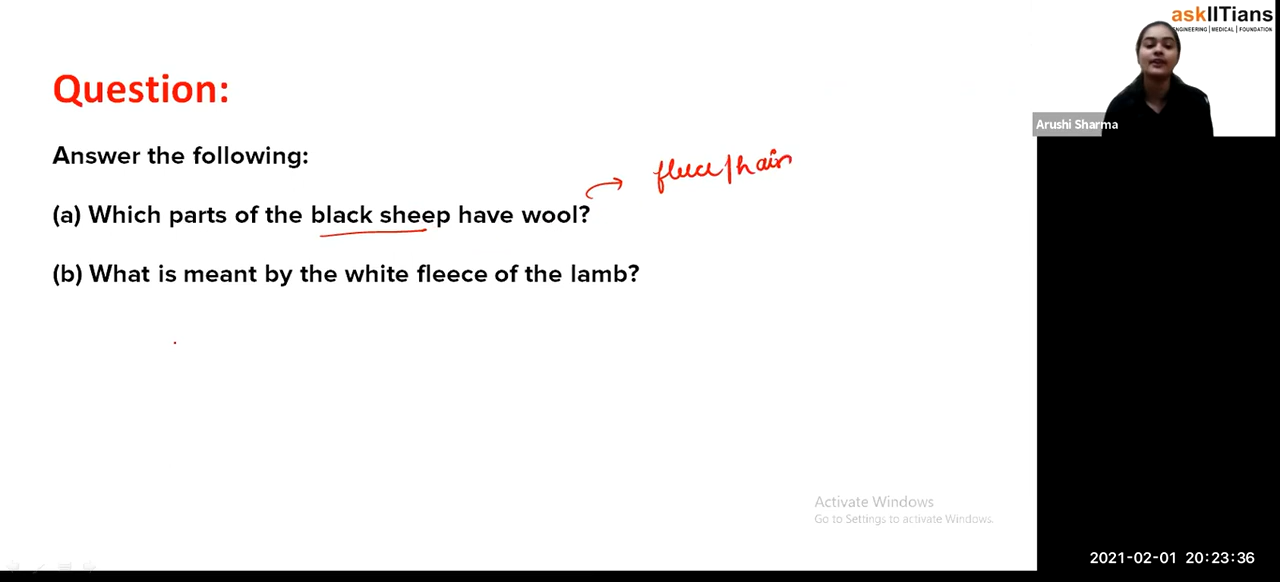 askIITians
ENGINEERING | MEDICAL | FOUNDATION
Arushi Sharma
Question:
Answer the following:
fleece/hair
(a) Which parts of the black sheep have wool?
(b) What is meant by the white fleece of the lamb?
Activate Windows
Go to Settings to activate Windows.
2021-02-01 20:23:36